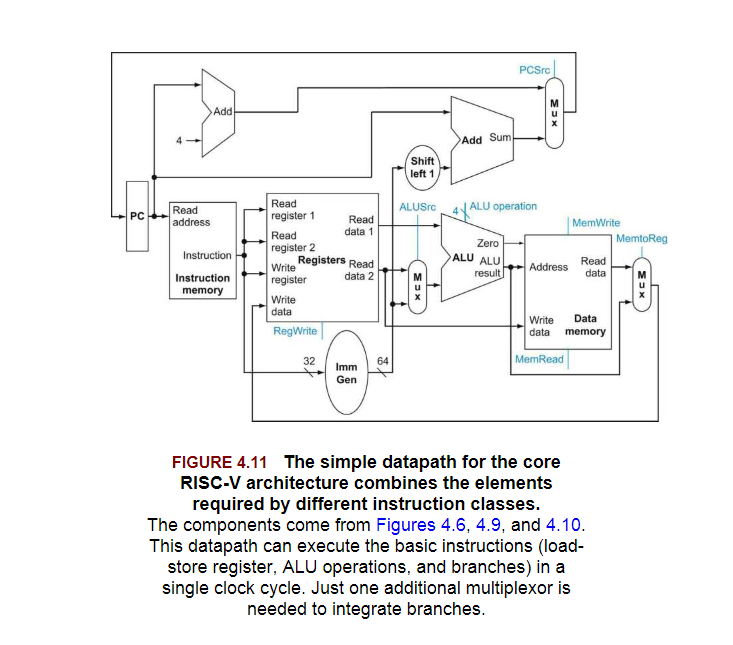 PCSrc
M
u
x
Add
4
Add Sum
Shift
left 1
PC
Read
address
Instruction
Instruction
memory
Read
register 1
Read
register 2
Write
register
Write
data
Registers
Read
data 1
Read
data 2
RegWrite
ALUSrc
M
u
x
4
ALU operation
Zero
ALU
ALU
result
MemWrite
MemtoReg
Address
Read
data
Write
data
Data
memory
M
u
x
MemRead
32
Imm
Gen
64
FIGURE 4.11 The simple datapath for the core
RISC-V architecture combines the elements
required by different instruction classes.
The components come from Figures 4.6, 4.9, and 4.10.
This datapath can execute the basic instructions (load-
store register, ALU operations, and branches) in a
single clock cycle. Just one additional multiplexor is
needed to integrate branches.